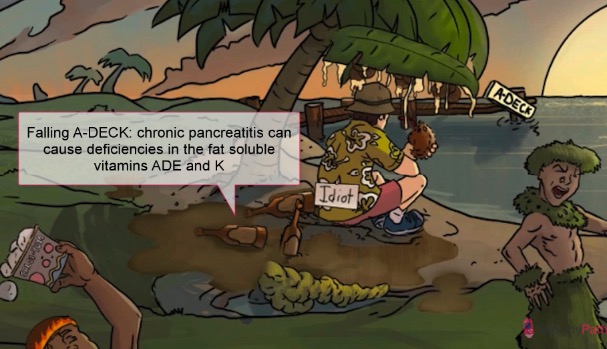 A-DECK
Falling A-DECK: chronic pancreatitis can
cause deficiencies in the fat soluble
vitamins ADE and K
Idiot